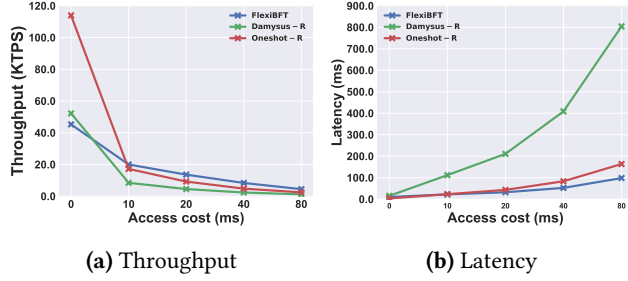 120.0
100.0
80.0
60.0
40.0
20.0
0.0
Throughput (KTPS)
FlexiBFT
Damysus − R
Oneshot − R
0 10 20 40 80
Access cost (ms)
(a) Throughput
900.0
800.0
700.0
600.0
500.0
400.0
300.0
200.0
100.0
0.0
Latency (ms)
FlexiBFT
Damysus − R
Oneshot − R
0 10 20 40 80
Access cost (ms)
(b) Latency